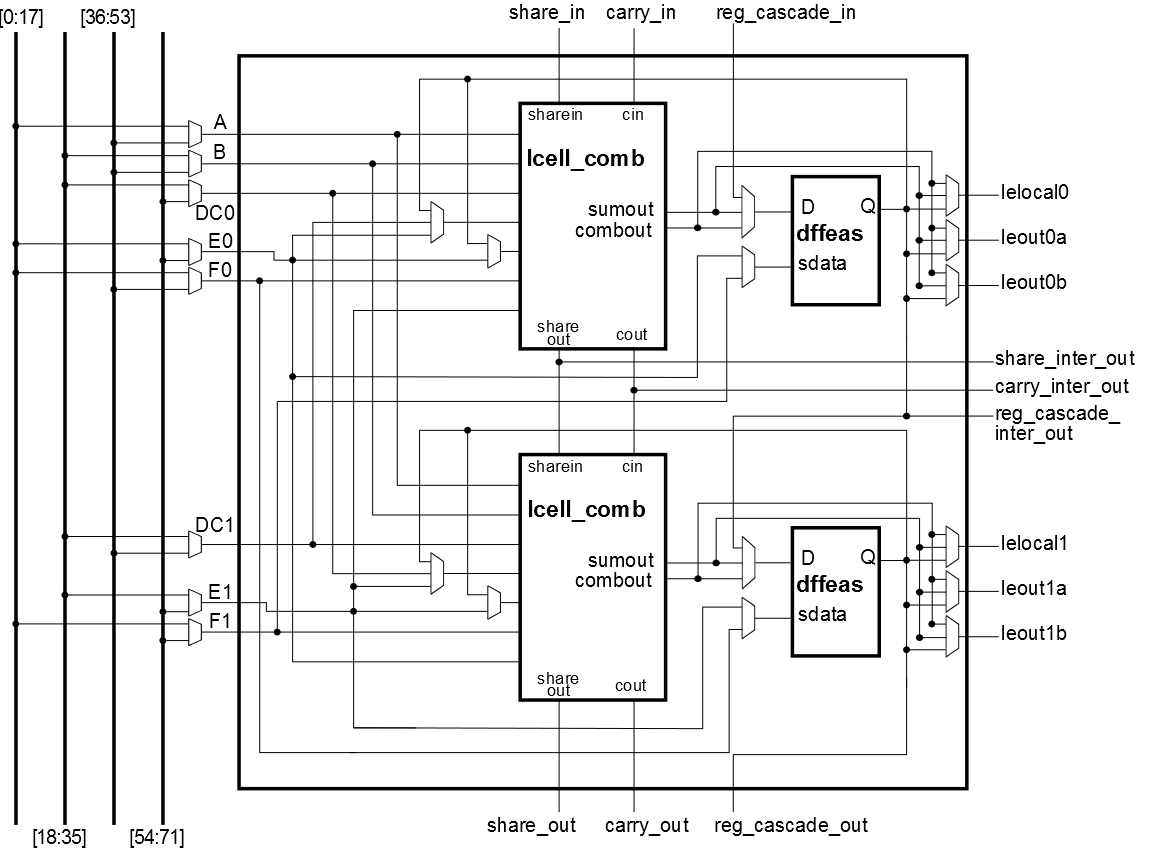 [0:17]
[36:53]
share_in
carry_in
reg_cascade_in
A
B
DC0
E0
F0
sharein
cin
lcell_comb
sumout
combout
share
out
cout
D
Q
dffeas
sdata
lelocal0
leout0a
leout0b
share_inter_out
carry_inter_out
reg_cascade_
inter_out
DC1
E1
F1
sharein
cin
lcell_comb
sumout
combout
share
out
cout
D
Q
dffeas
sdata
lelocal1
leout1a
leout1b
[18:35]
[54:71]
share_out
carry_out
reg_cascade_out